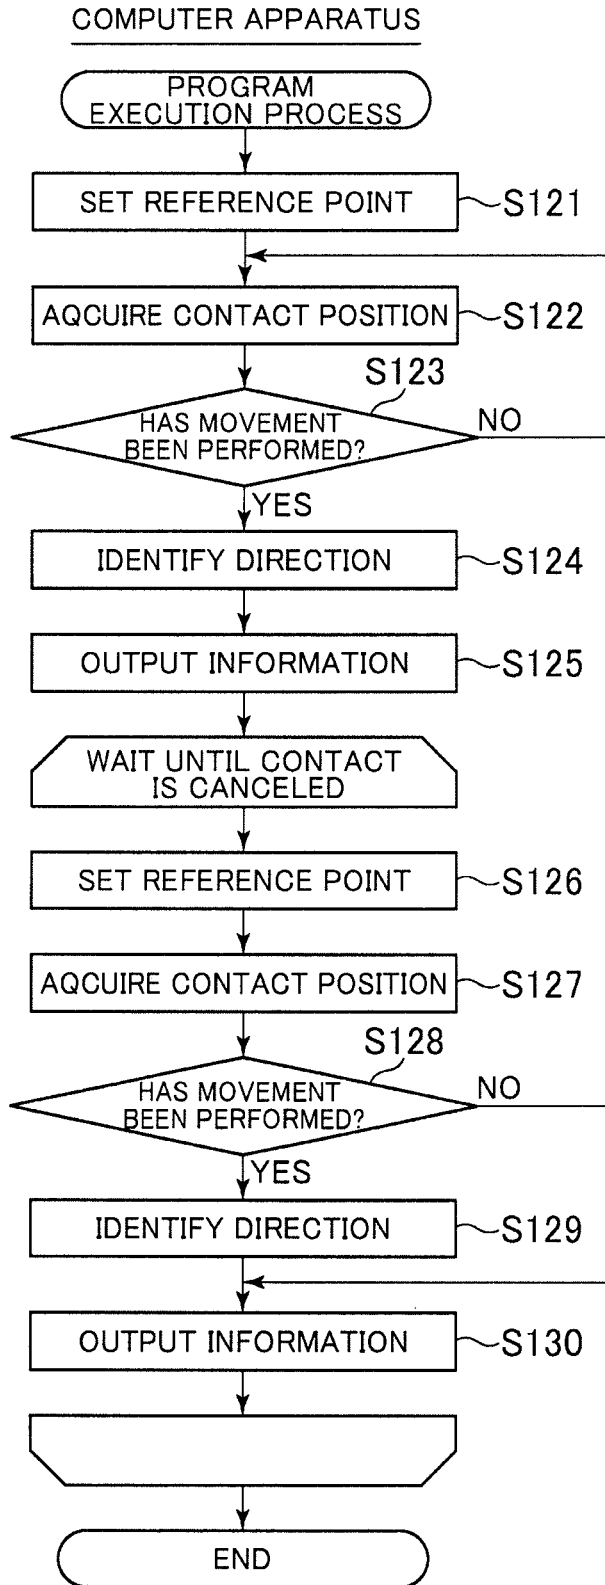 COMPUTER APPARATUS
PROGRAM
EXECUTION PROCESS
SET REFERENCE POINT
S121
AQCUIRE CONTACT POSITION
S122
S123
HAS MOVEMENT
BEEN PERFORMED?
NO
YES
IDENTIFY DIRECTION
S124
OUTPUT INFORMATION
S125
WAIT UNTIL CONTACT
IS CANCELED
SET REFERENCE POINT
S126
AQCUIRE CONTACT POSITION
S127
S128
HAS MOVEMENT
BEEN PERFORMED?
NO
YES
IDENTIFY DIRECTION
S129
OUTPUT INFORMATION
S130
END